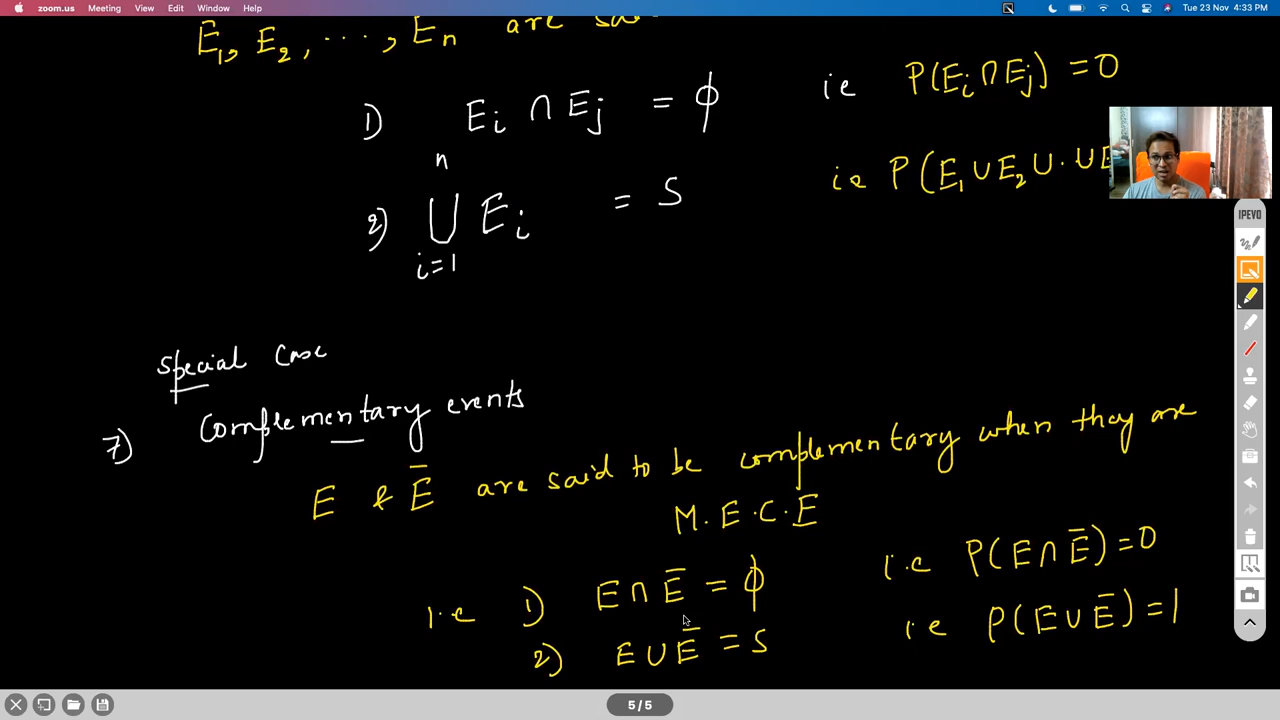 zoom.us Meeting View Edit Window Help Tue 23 Nov 4:33 PM
E₁, E₂, ⋯, Eₙ are
1) Eᵢ ∩ Eⱼ = ϕ ie P(Eᵢ ∩ Eⱼ) = 0
n
2) ∪ Eᵢ = S ie P(E₁ ∪ E₂ ∪ ·· ∪ E
i=1
IPEVO
Special Case
7) Complementary events
E & E̅ are said to be complementary when they are
M.E.C.E
i.e 1) E ∩ E̅ = ϕ i.e P(E ∩ E̅) = 0
2) E ∪ E̅ = S i.e P(E ∪ E̅) = 1
5/5